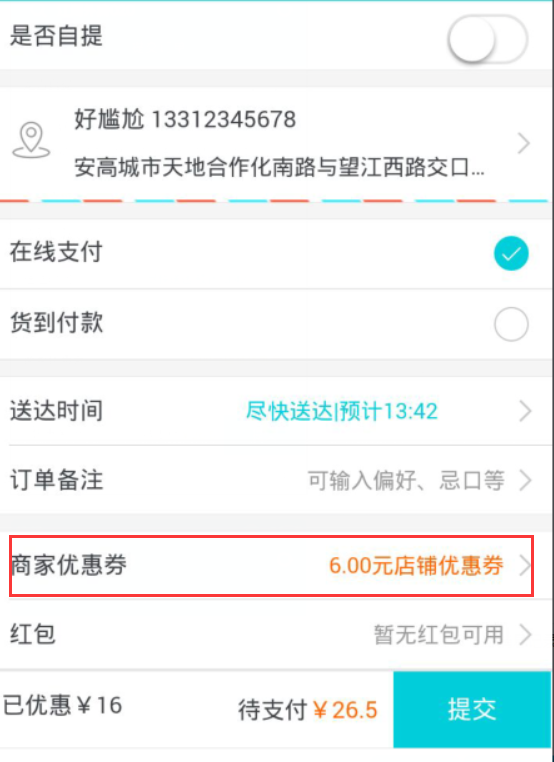 是否自提
好尴尬 13312345678
安高城市天地合作化南路与望江西路交口...
在线支付
货到付款
送达时间 尽快送达|预计13:42
订单备注 可输入偏好、忌口等
商家优惠券 6.00元店铺优惠券
红包 暂无红包可用
已优惠￥16 待支付￥26.5 提交